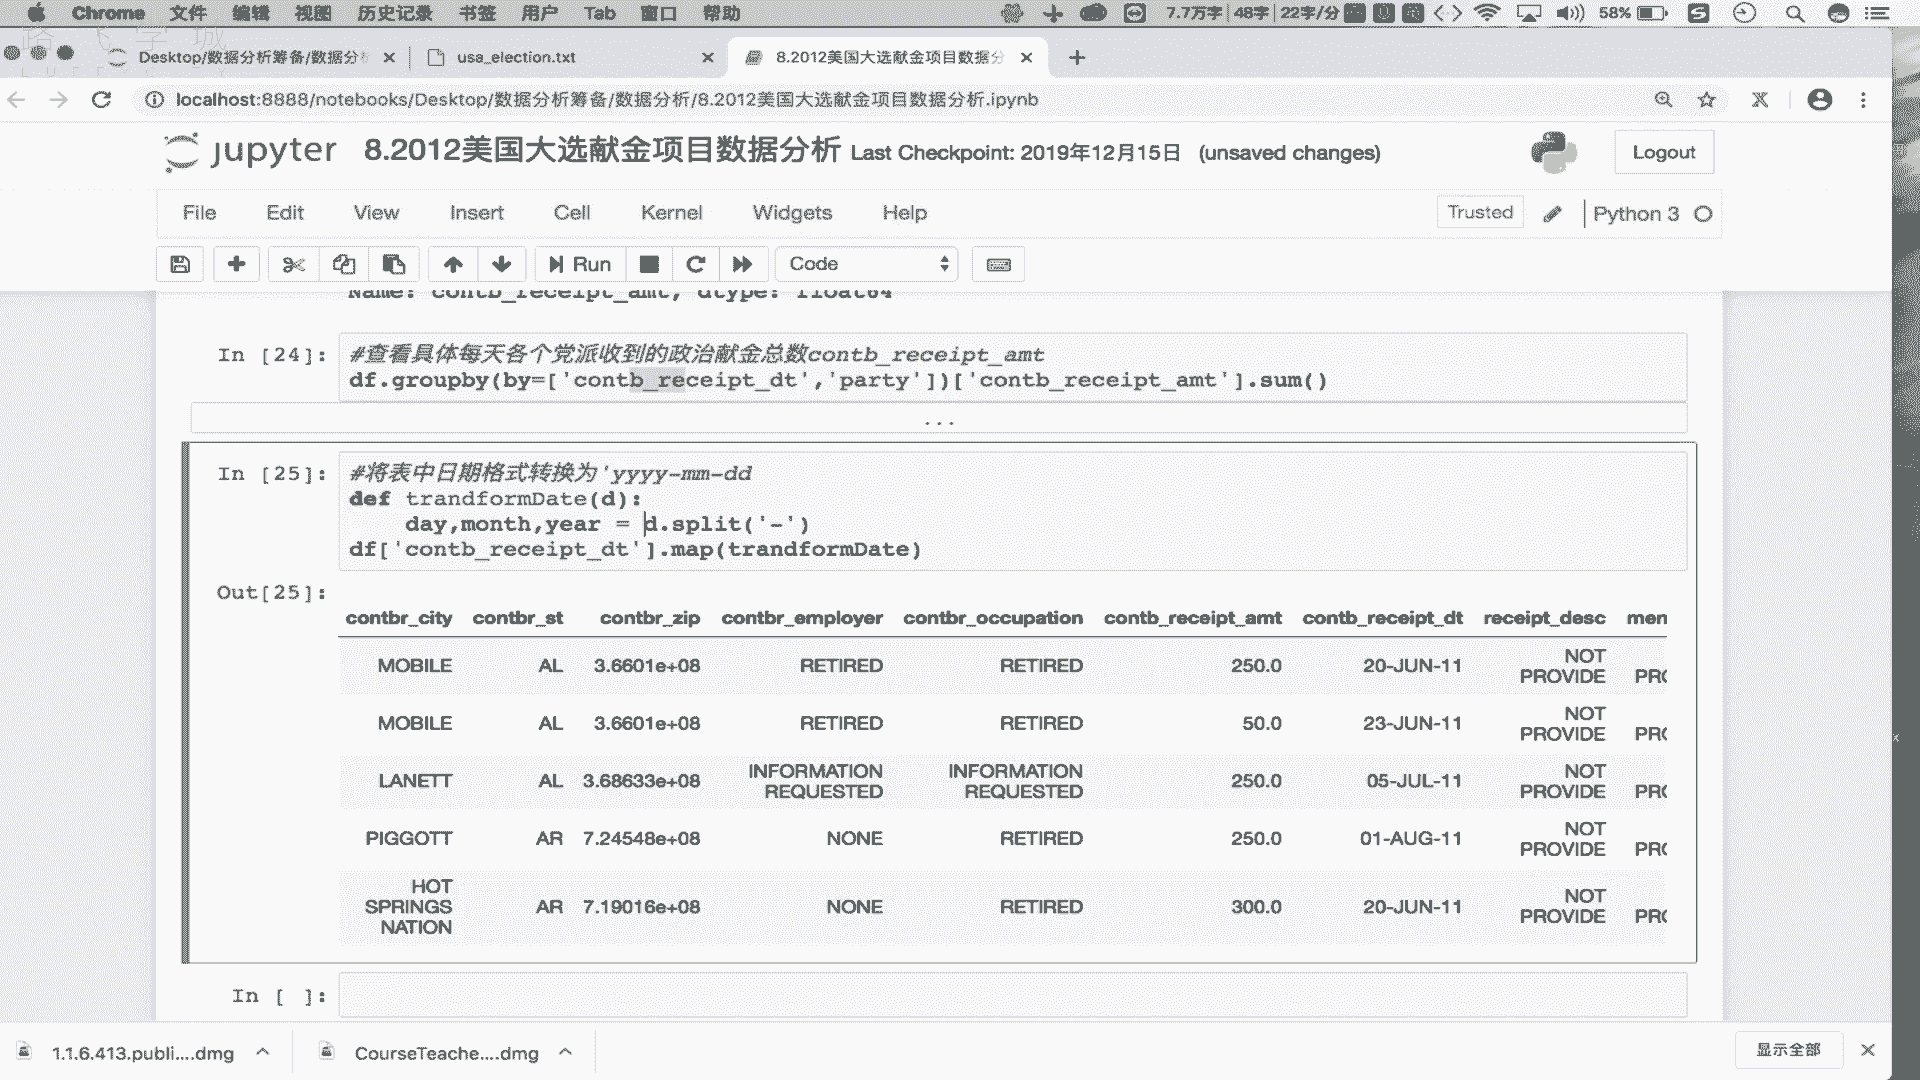 Chrome 文件 编辑 视图 历史记录 书签 用户 Tab 窗口 帮助 7.7万字 48字 22字/分 58%
Desktop/数据分析筹备/数据分析 usa_election.txt 8.2012美国大选献金项目数据分
localhost:8888/notebooks/Desktop/数据分析筹备/数据分析/8.2012美国大选献金项目数据分析.ipynb
jupyter 8.2012美国大选献金项目数据分析 Last Checkpoint: 2019年12月15日 (unsaved changes) Logout
File Edit View Insert Cell Kernel Widgets Help Trusted Python 3
Run Code
Name: contb_receipt_amt, dtype: float64
In [24]: #查看具体每天各个党派收到的政治献金总数contb_receipt_amt
df.groupby(by=['contb_receipt_dt','party'])['contb_receipt_amt'].sum()
...
In [25]: #将表中日期格式转换为'yyyy-mm-dd
def trandformDate(d):
day,month,year = d.split('-')
df['contb_receipt_dt'].map(trandformDate)
Out[25]:
contbr_city contbr_st contbr_zip contbr_employer contbr_occupation contb_receipt_amt contb_receipt_dt receipt_desc men
MOBILE AL 3.6601e+08 RETIRED RETIRED 250.0 20-JUN-11 NOT PROVIDE PRO
MOBILE AL 3.6601e+08 RETIRED RETIRED 50.0 23-JUN-11 NOT PROVIDE PRO
LANETT AL 3.68633e+08 INFORMATION REQUESTED INFORMATION REQUESTED 250.0 05-JUL-11 NOT PROVIDE PRO
PIGGOTT AR 7.24548e+08 NONE RETIRED 250.0 01-AUG-11 NOT PROVIDE PRO
HOT SPRINGS NATION AR 7.19016e+08 NONE RETIRED 300.0 20-JUN-11 NOT PROVIDE PRO
In [ ]:
1.1.6.413.publi....dmg CourseTeache....dmg 显示全部